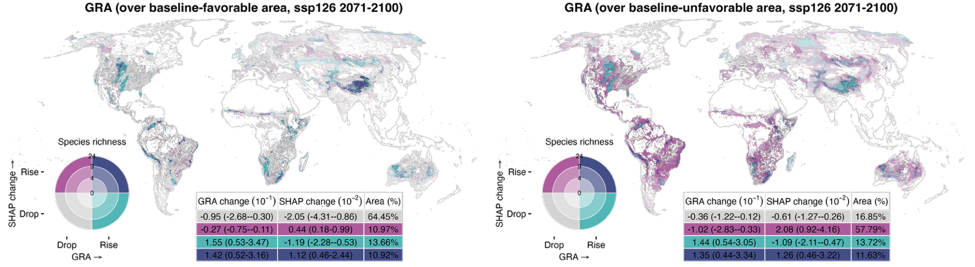 GRA (over baseline-favorable area, ssp126 2071-2100)
Species richness
24
4
0
SHAP change →
Rise
Drop
Drop Rise
GRA →
GRA change (10⁻¹) SHAP change (10⁻²) Area (%)
-0.95 (-2.68--0.30) -2.05 (-4.31--0.86) 64.45%
-0.27 (-0.75--0.11) 0.44 (0.18-0.99) 10.97%
1.55 (0.53-3.47) -1.19 (-2.28--0.53) 13.66%
1.42 (0.52-3.16) 1.12 (0.46-2.44) 10.92%
GRA (over baseline-unfavorable area, ssp126 2071-2100)
Species richness
24
4
0
SHAP change →
Rise
Drop
Drop Rise
GRA →
GRA change (10⁻¹) SHAP change (10⁻²) Area (%)
-0.36 (-1.22--0.12) -0.61 (-1.27--0.26) 16.85%
-1.02 (-2.83--0.33) 2.08 (0.92-4.16) 57.79%
1.44 (0.54-3.05) -1.09 (-2.11--0.47) 13.72%
1.35 (0.44-3.34) 1.26 (0.46-3.22) 11.63%